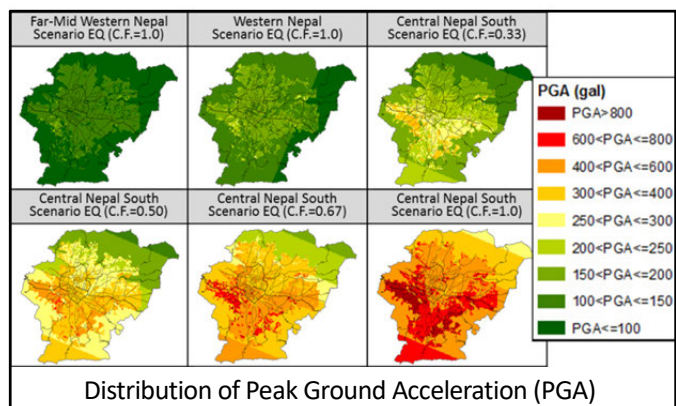 Far-Mid Western Nepal
Scenario EQ (C.F.=1.0)
Western Nepal
Scenario EQ (C.F.=1.0)
Central Nepal South
Scenario EQ (C.F.=0.33)
PGA (gal)
PGA>800
600<PGA<=800
400<PGA<=600
300<PGA<=400
250<PGA<=300
200<PGA<=250
150<PGA<=200
100<PGA<=150
PGA<=100
Central Nepal South
Scenario EQ (C.F.=0.50)
Central Nepal South
Scenario EQ (C.F.=0.67)
Central Nepal South
Scenario EQ (C.F.=1.0)
Distribution of Peak Ground Acceleration (PGA)